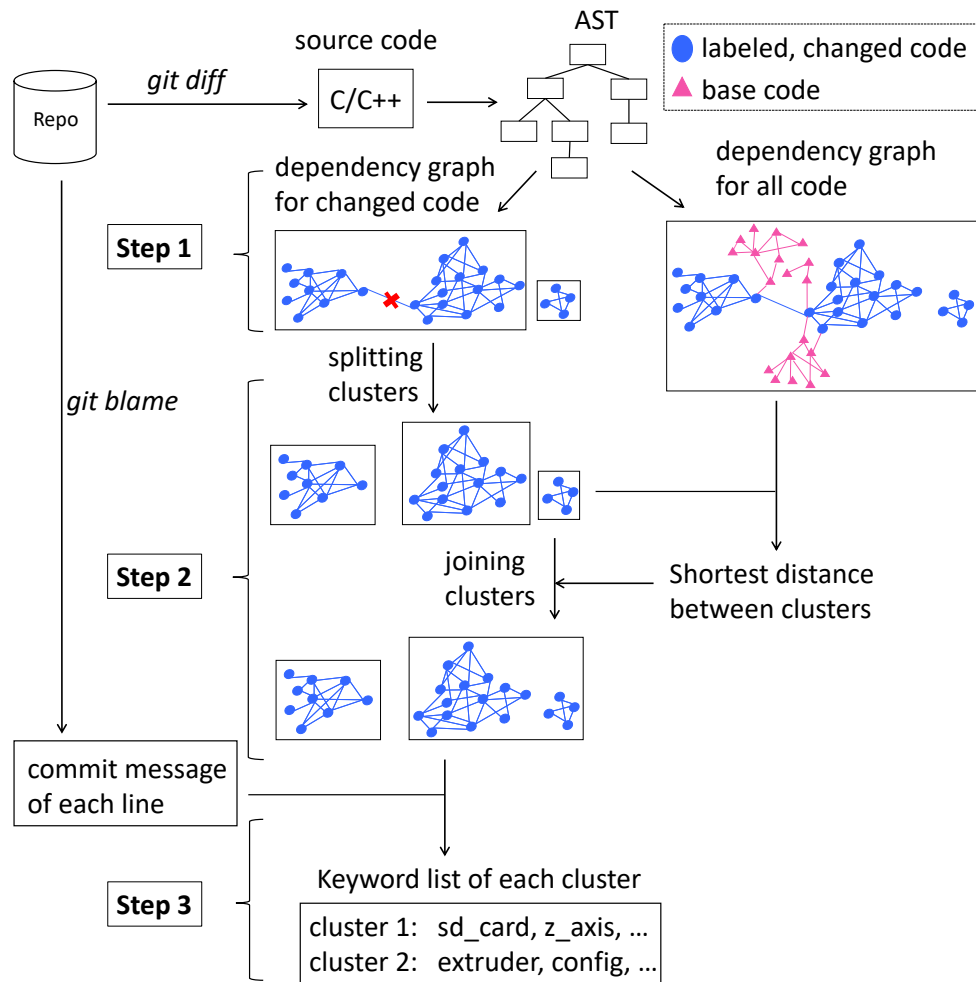 AST
source code
labeled, changed code
base code
git diff
C/C++
Repo
dependency graph
for all code
dependency graph
for changed code
Step 1
splitting
clusters
git blame
Step 2
joining
clusters
Shortest distance
between clusters
commit message
of each line
Step 3
Keyword list of each cluster
cluster 1: sd_card, z_axis, ...
cluster 2: extruder, config, ...